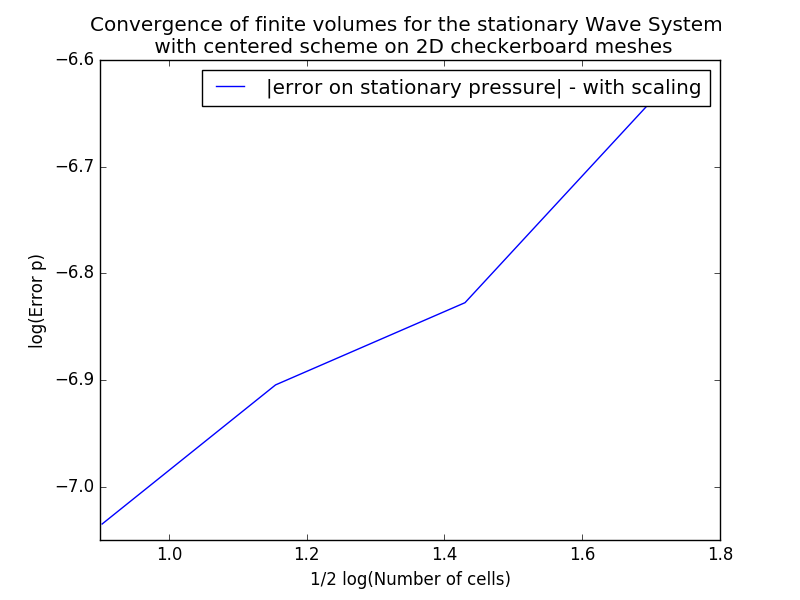 Convergence of finite volumes for the stationary Wave System
with centered scheme on 2D checkerboard meshes
−6.6
|error on stationary pressure| - with scaling
−6.7
−6.8
log(Error p)
−6.9
−7.0
1.0 1.2 1.4 1.6 1.8
1/2 log(Number of cells)